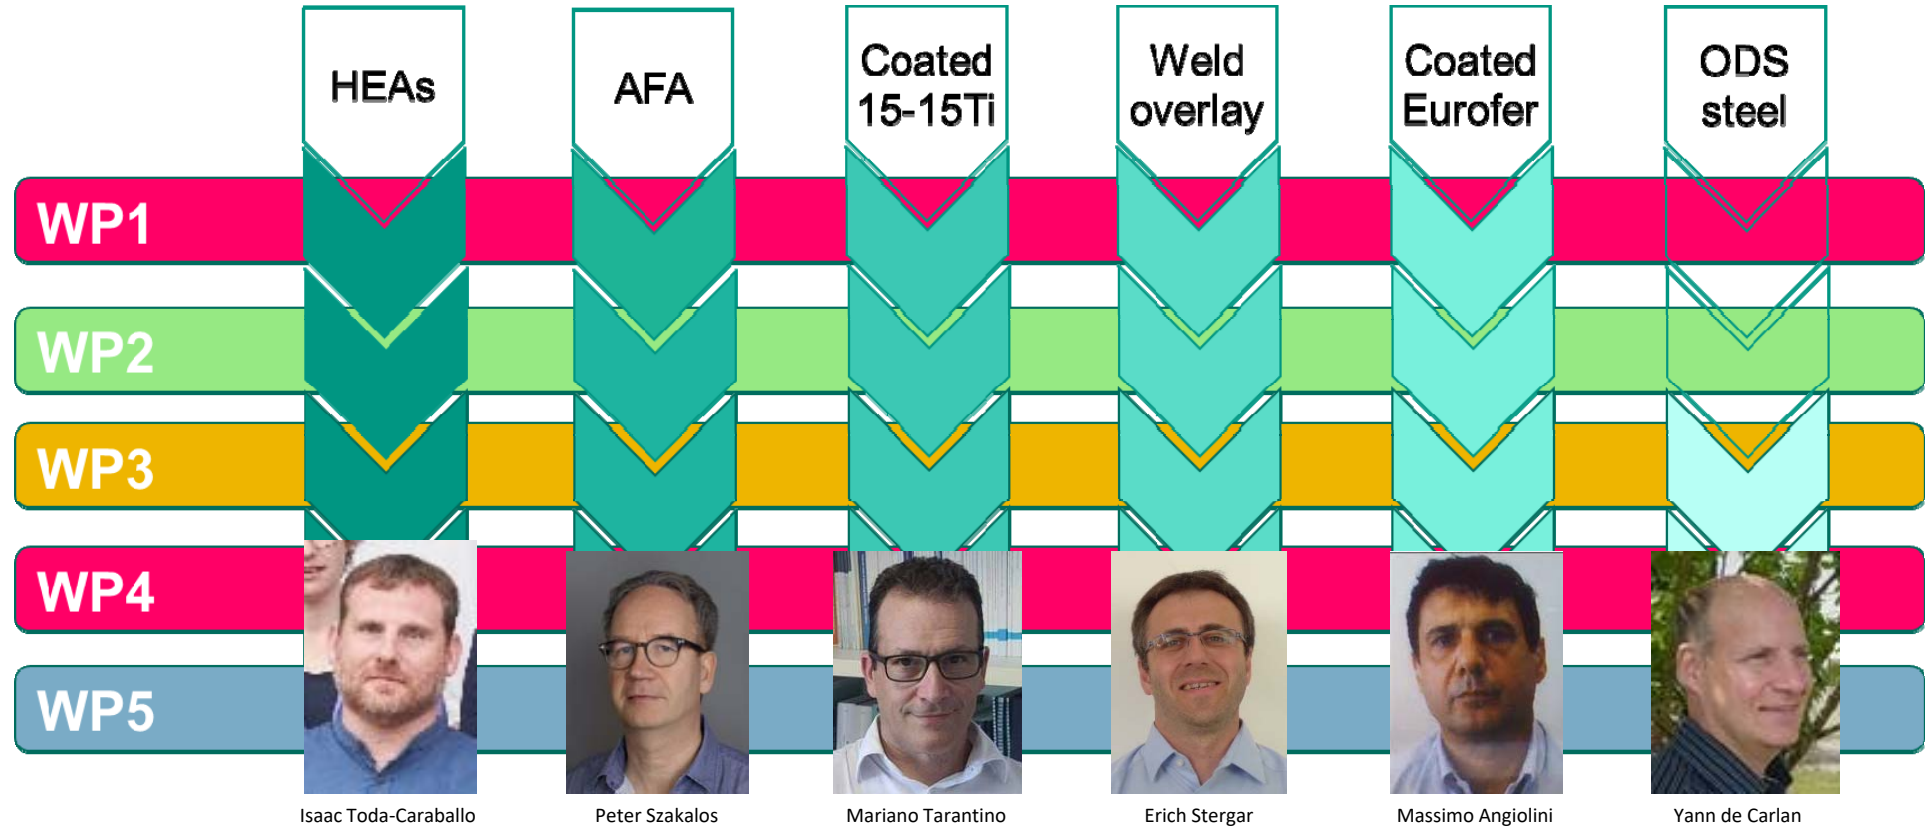 HEAs
AFA
Coated
15-15Ti
Weld
overlay
Coated
Eurofer
ODS
steel
WP1
WP2
WP3
WP4
WP5
Isaac Toda-Caraballo
Peter Szakalos
Mariano Tarantino
Erich Stergar
Massimo Angiolini
Yann de Carlan